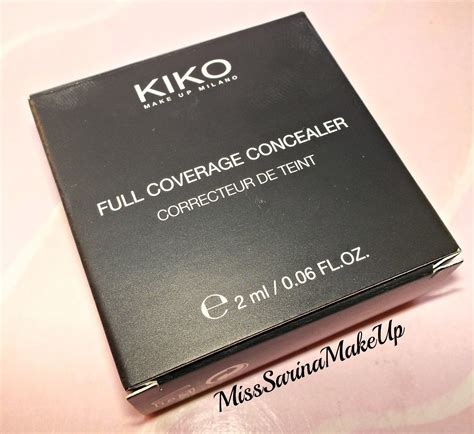 KIKO
MAKE UP MILANO
FULL COVERAGE CONCEALER
CORRECTEUR DE TEINT
℮ 2 ml / 0.06 FL.OZ.
MissSarinaMakeUp